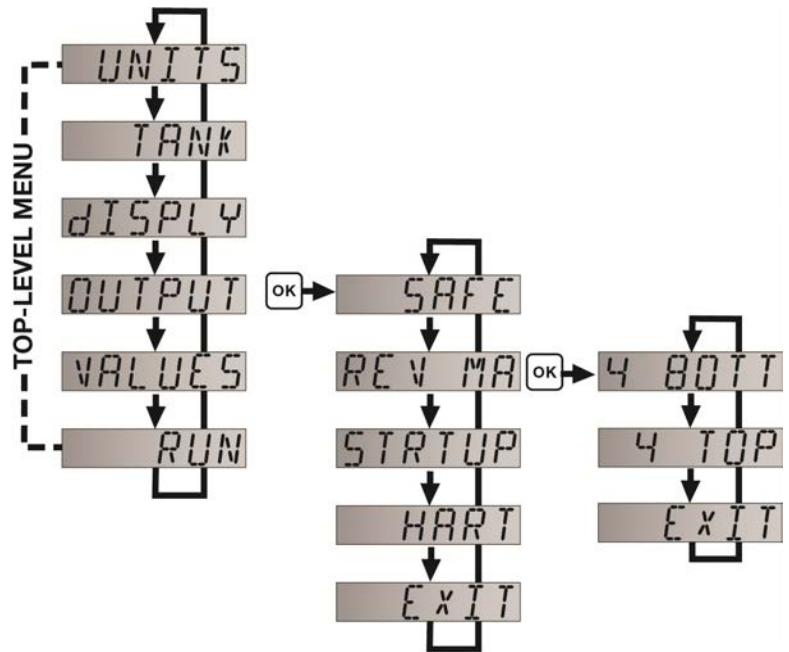 TOP-LEVEL MENU
UNITS
TANK
dISPLY
OUTPUT
VALUES
RUN
OK
SAFE
REV MA
STRTUP
HART
ExIT
OK
4 BOTT
4 TOP
ExIT